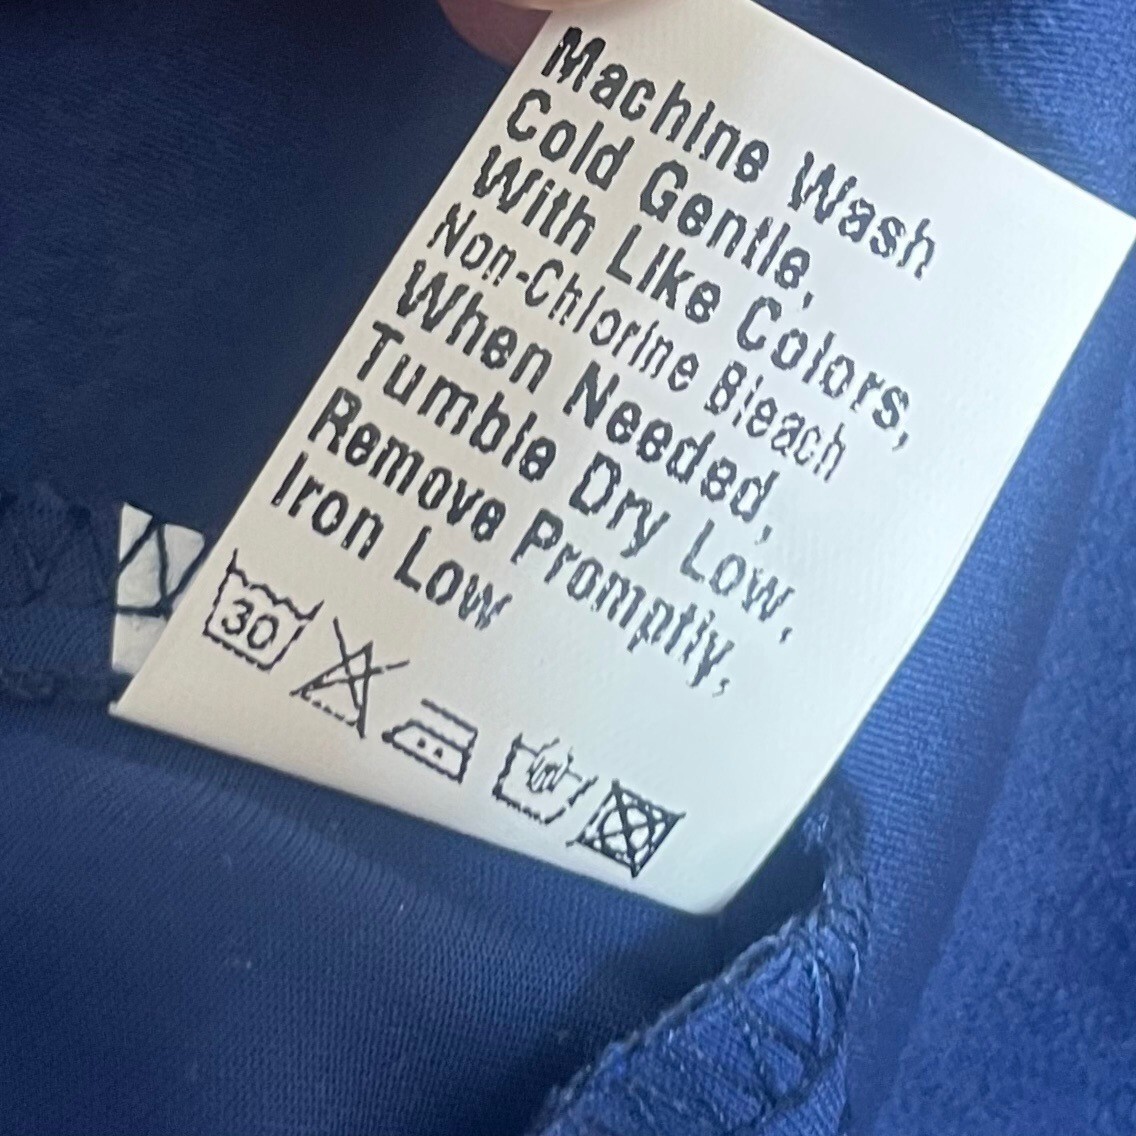 Machine Wash
Cold Gentle,
With Like Colors,
Non-Chlorine Bleach
When Needed,
Tumble Dry Low,
Remove Promptly,
Iron Low
30